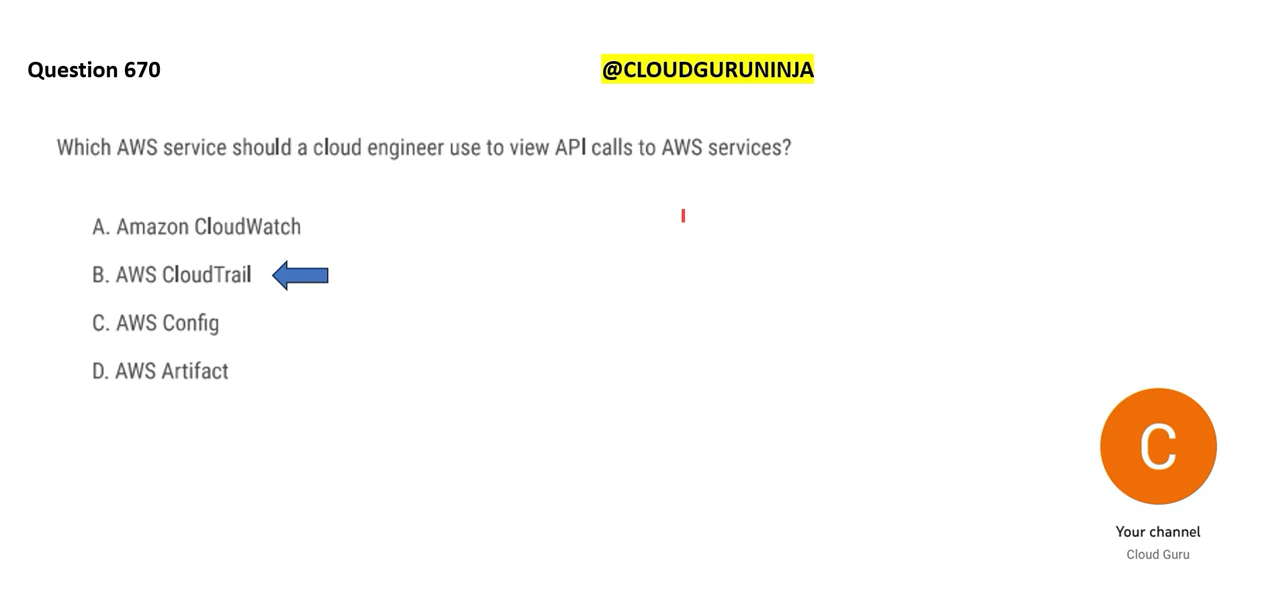 Question 670
@CLOUDGURUNINJA
Which AWS service should a cloud engineer use to view API calls to AWS services?
A. Amazon CloudWatch
B. AWS CloudTrail
C. AWS Config
D. AWS Artifact
C
Your channel
Cloud Guru